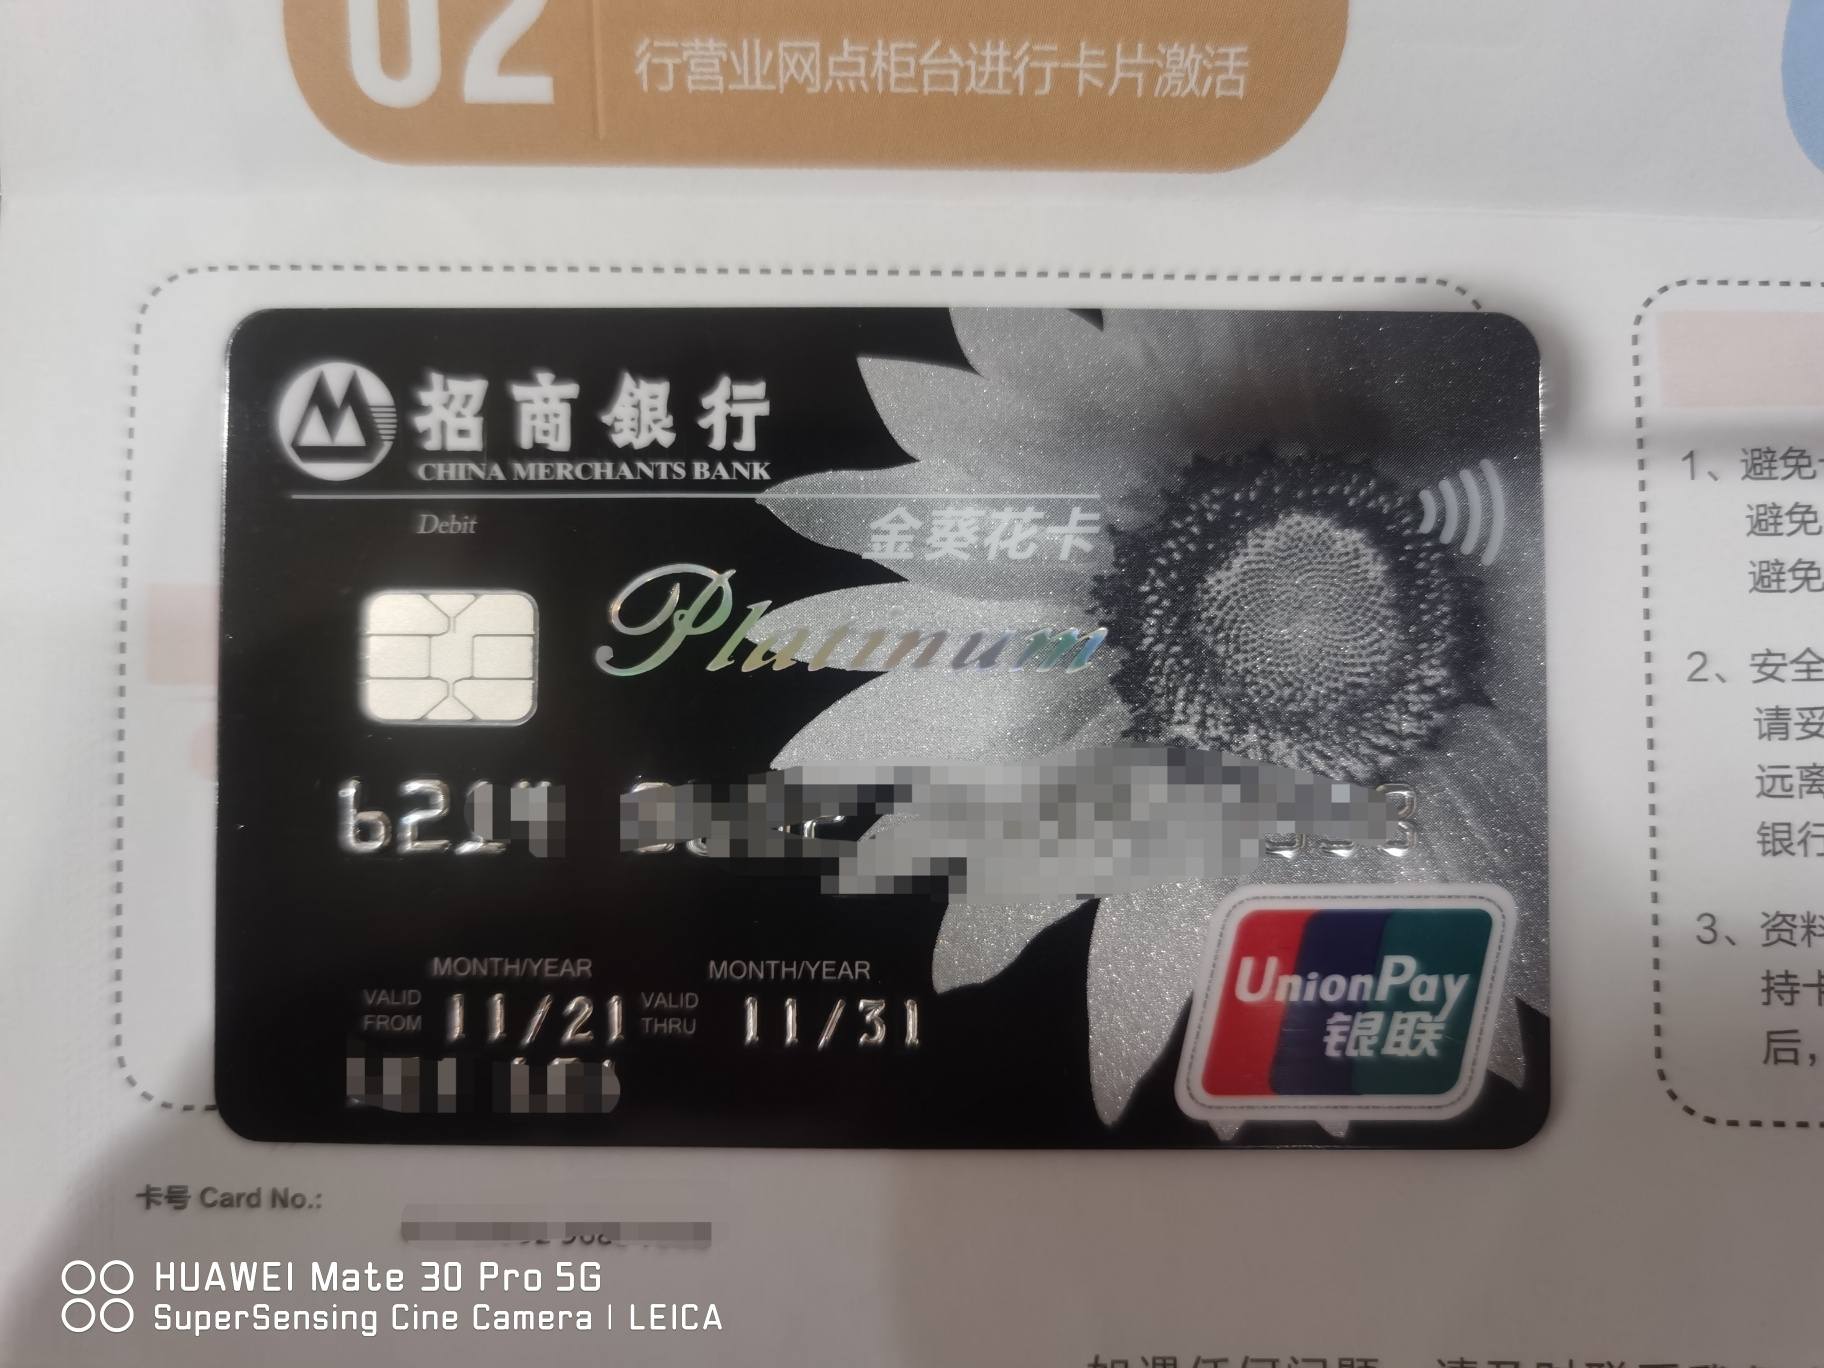 02
行营业网点柜台进行卡片激活
招商銀行
CHINA MERCHANTS BANK
Debit
金葵花卡
Platinum
MONTH/YEAR
MONTH/YEAR
VALID FROM 11/21 VALID THRU 11/31
UnionPay
银联
卡号 Card No.:
1、避免
避免
避免
2、安全
请妥
远离
银行
3、资料
持卡
后，
HUAWEI Mate 30 Pro 5G
SuperSensing Cine Camera | LEICA